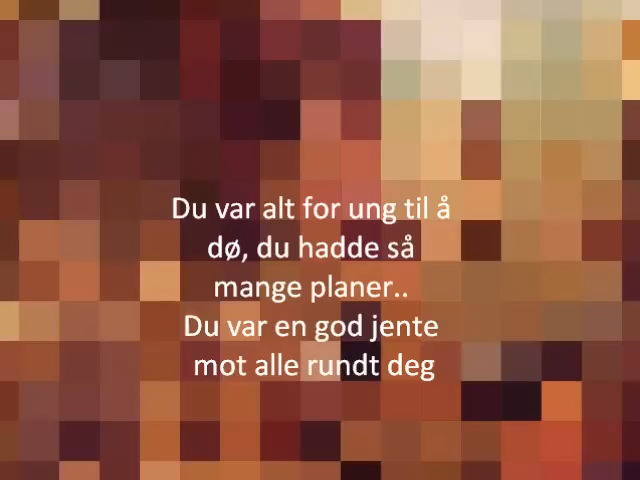 Du var alt for ung til å
dø, du hadde så
mange planer..
Du var en god jente
mot alle rundt deg